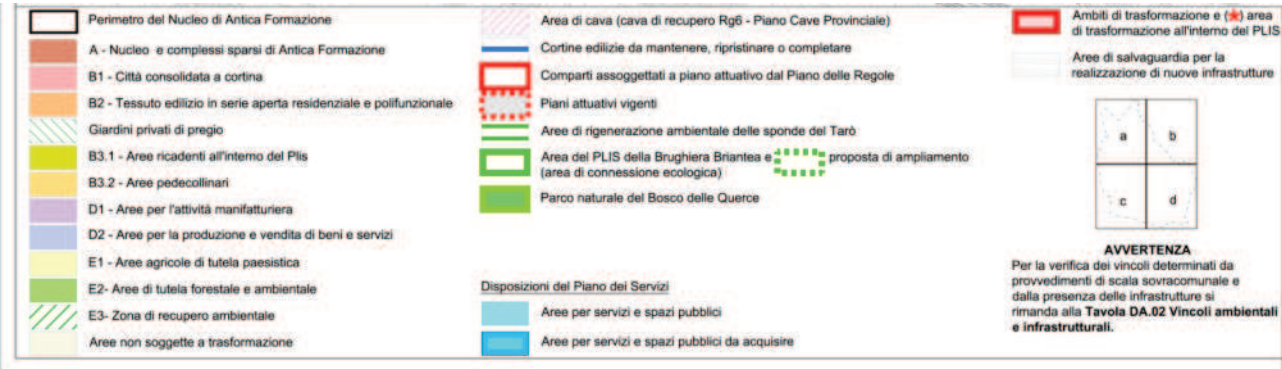 Perimetro del Nucleo di Antica Formazione
A - Nucleo e complessi sparsi di Antica Formazione
B1 - Città consolidata a cortina
B2 - Tessuto edilizio in serie aperta residenziale e polifunzionale
Giardini privati di pregio
B3.1 - Aree ricadenti all'interno del Plis
B3.2 - Aree pedecollinari
D1 - Aree per l'attività manifatturiera
D2 - Aree per la produzione e vendita di beni e servizi
E1 - Aree agricole di tutela paesistica
E2- Aree di tutela forestale e ambientale
E3- Zona di recupero ambientale
Aree non soggette a trasformazione
Area di cava (cava di recupero Rg6 - Piano Cave Provinciale)
Cortine edilizie da mantenere, ripristinare o completare
Comparti assoggettati a piano attuativo dal Piano delle Regole
Piani attuativi vigenti
Aree di rigenerazione ambientale delle sponde del Tarò
Area del PLIS della Brughiera Briantea e proposta di ampliamento
(area di connessione ecologica)
Parco naturale del Bosco delle Querce
Disposizioni del Piano dei Servizi
Aree per servizi e spazi pubblici
Aree per servizi e spazi pubblici da acquisire
Ambiti di trasformazione e (★) area
di trasformazione all'interno del PLIS
Aree di salvaguardia per la
realizzazione di nuove infrastrutture
a b
c d
AVVERTENZA
Per la verifica dei vincoli determinati da
provvedimenti di scala sovracomunale e
dalla presenza delle infrastrutture si
rimanda alla Tavola DA.02 Vincoli ambientali
e infrastrutturali.